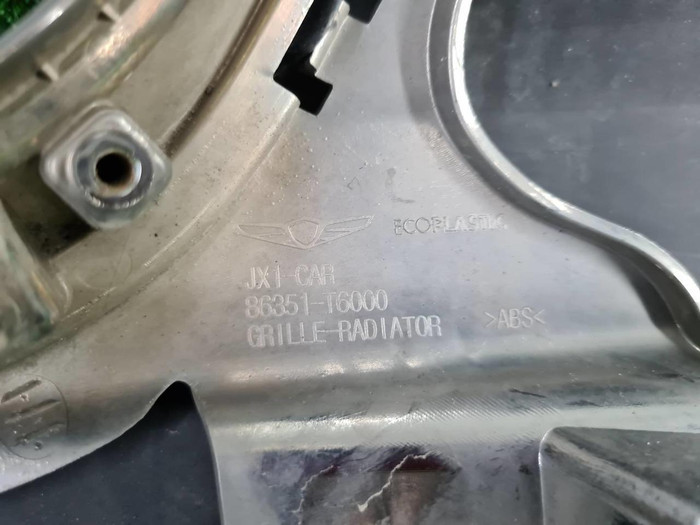 ECOPLASTIC
JX1-CAR
86351-T6000
GRILLE-RADIATOR
>ABS<